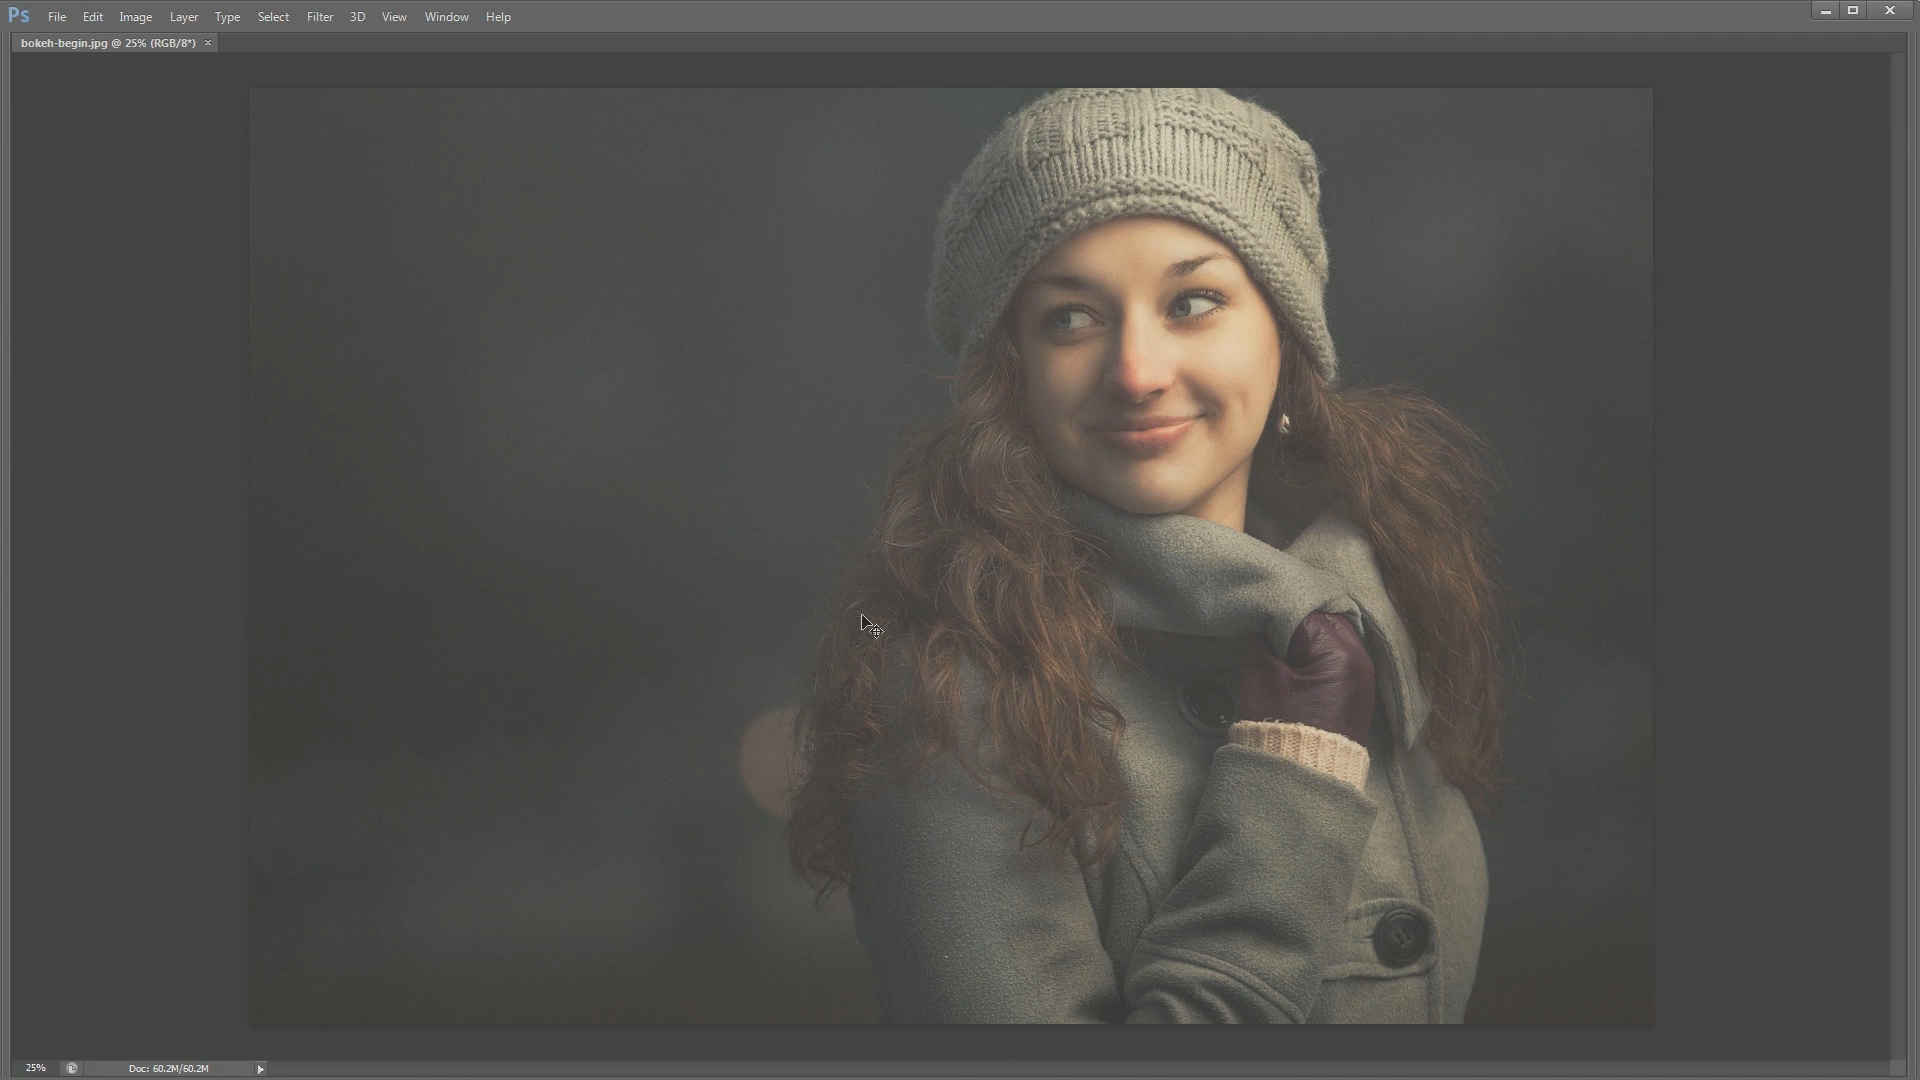 Ps File Edit Image Layer Type Select Filter 3D View Window Help
bokeh-begin.jpg @ 25% (RGB/8*) ×
25% Doc: 60.2M/60.2M